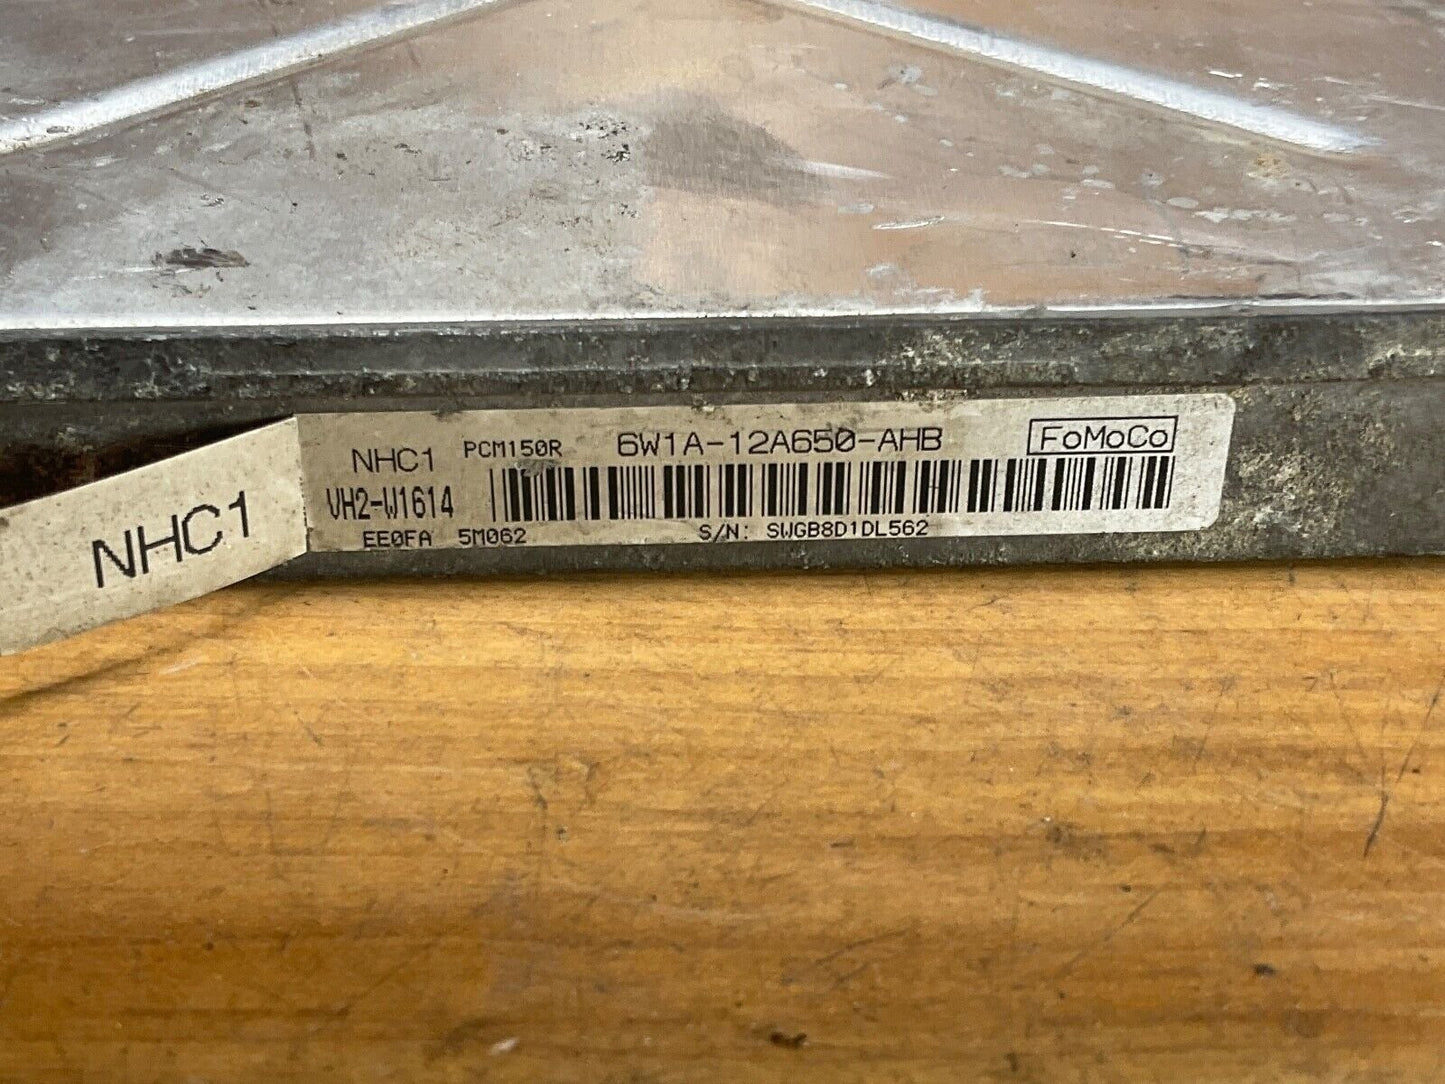 NHC1
NHC1 PCM150R 6W1A-12A650-AHB FoMoCo
VH2-W1614
EE0FA 5M062 S/N: SWGB8D1DL562